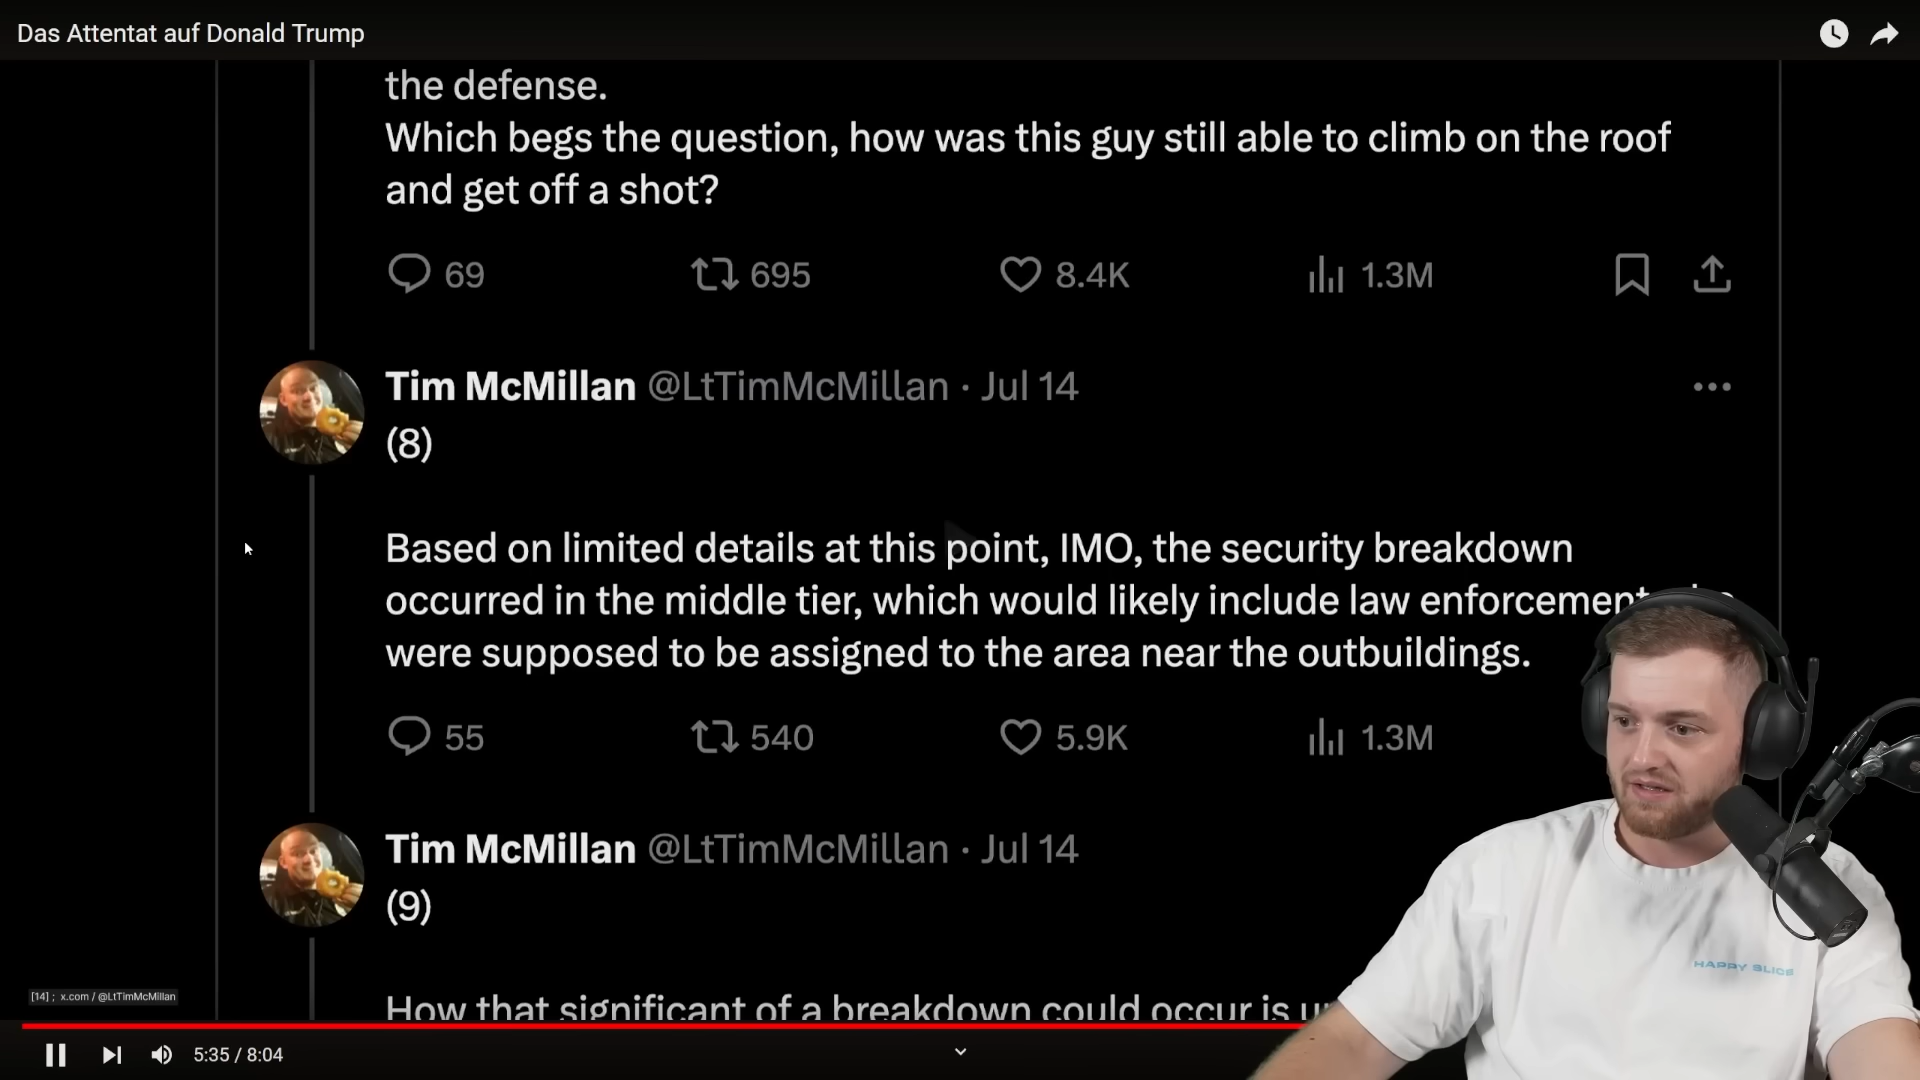 Das Attentat auf Donald Trump
the defense.
Which begs the question, how was this guy still able to climb on the roof
and get off a shot?
69 695 8.4K 1.3M
Tim McMillan @LtTimMcMillan · Jul 14
(8)
Based on limited details at this point, IMO, the security breakdown
occurred in the middle tier, which would likely include law enforcement
were supposed to be assigned to the area near the outbuildings.
55 540 5.9K 1.3M
Tim McMillan @LtTimMcMillan · Jul 14
(9)
How that significant of a breakdown could occur is
HAPPY SLICE
[14] ; x.com / @LtTimMcMillan
5:35 / 8:04